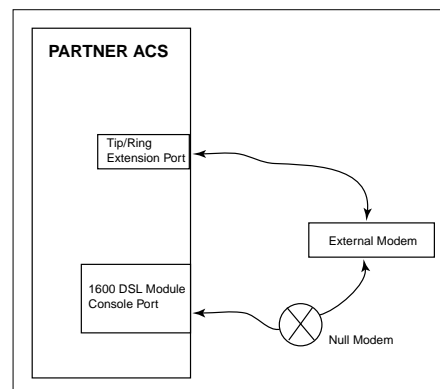 PARTNER ACS
Tip/Ring
Extension Port
External Modem
1600 DSL Module
Console Port
Null Modem